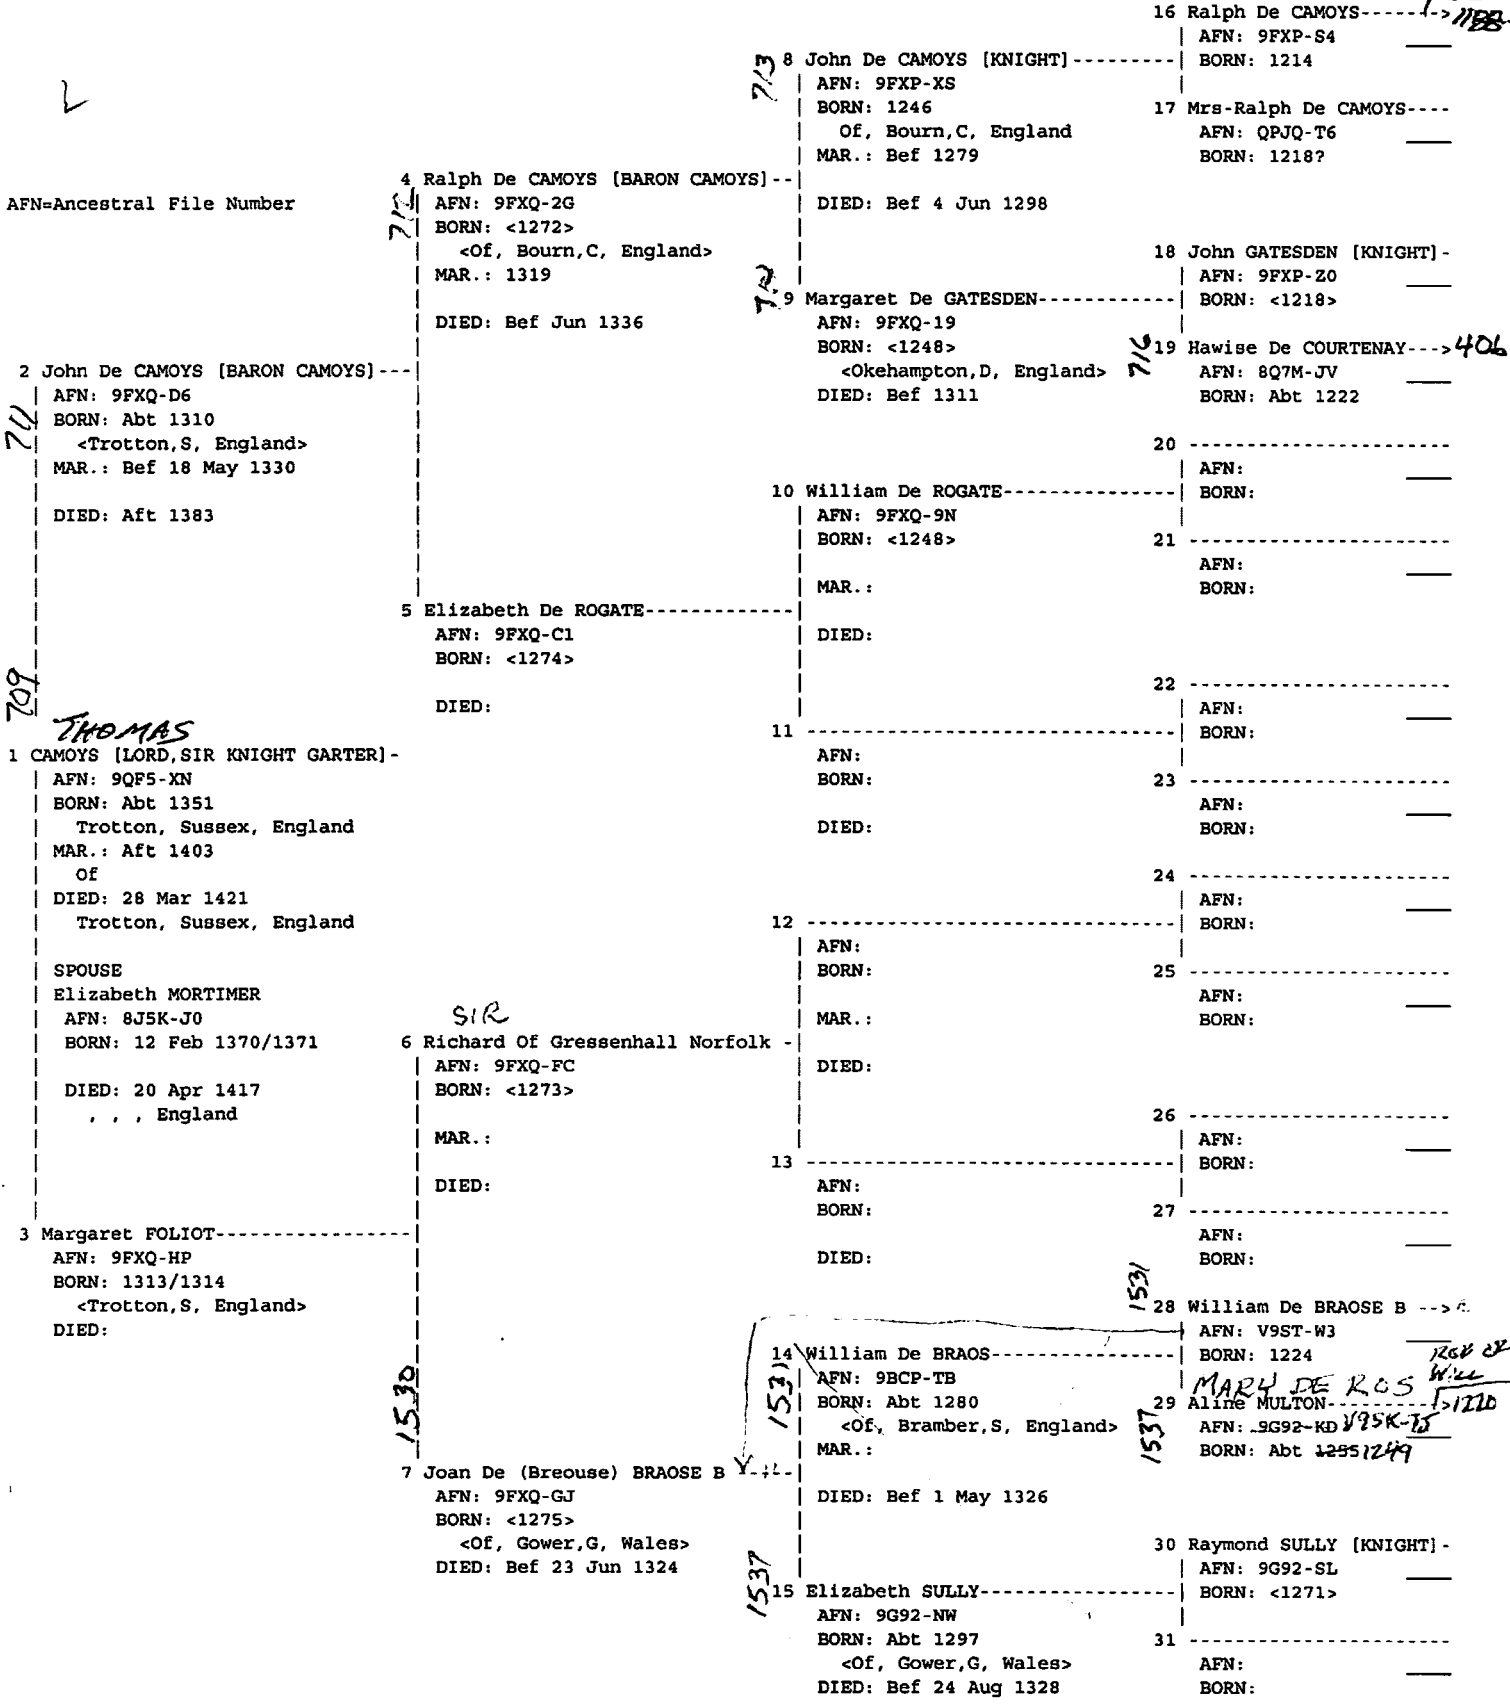 16 Ralph De CAMOYS------>
AFN: 9FXP-S4
BORN: 1214
713
8 John De CAMOYS [KNIGHT]---------
AFN: 9FXP-XS
BORN: 1246
Of, Bourn,C, England
MAR.: Bef 1279
DIED: Bef 4 Jun 1298
17 Mrs-Ralph De CAMOYS----
AFN: QPJQ-T6
BORN: 1218?
AFN=Ancestral File Number
712
4 Ralph De CAMOYS [BARON CAMOYS]--
AFN: 9FXQ-2G
BORN: <1272>
<Of, Bourn,C, England>
MAR.: 1319
DIED: Bef Jun 1336
18 John GATESDEN [KNIGHT]-
AFN: 9FXP-Z0
BORN: <1218>
9 Margaret De GATESDEN------------
AFN: 9FXQ-19
BORN: <1248>
<Okehampton,D, England>
DIED: Bef 1311
716
19 Hawise De COURTENAY---> 406
AFN: 8Q7M-JV
BORN: Abt 1222
711
2 John De CAMOYS [BARON CAMOYS]---
AFN: 9FXQ-D6
BORN: Abt 1310
<Trotton,S, England>
MAR.: Bef 18 May 1330
DIED: Aft 1383
20 -----------------------
AFN:
BORN:
10 William De ROGATE---------------
AFN: 9FXQ-9N
BORN: <1248>
MAR.:
DIED:
21 -----------------------
AFN:
BORN:
5 Elizabeth De ROGATE-------------
AFN: 9FXQ-C1
BORN: <1274>
DIED:
22 -----------------------
AFN:
BORN:
11 --------------------------------
AFN:
BORN:
DIED:
23 -----------------------
AFN:
BORN:
709
THOMAS
1 CAMOYS [LORD,SIR KNIGHT GARTER]-
AFN: 9QF5-XN
BORN: Abt 1351
Trotton, Sussex, England
MAR.: Aft 1403
Of
DIED: 28 Mar 1421
Trotton, Sussex, England
SPOUSE
Elizabeth MORTIMER
AFN: 8J5K-J0
BORN: 12 Feb 1370/1371
DIED: 20 Apr 1417
, , , England
24 -----------------------
AFN:
BORN:
12 --------------------------------
AFN:
BORN:
MAR.:
DIED:
25 -----------------------
AFN:
BORN:
SIR
6 Richard Of Gressenhall Norfolk -
AFN: 9FXQ-FC
BORN: <1273>
MAR.:
DIED:
26 -----------------------
AFN:
BORN:
13 --------------------------------
AFN:
BORN:
DIED:
27 -----------------------
AFN:
BORN:
3 Margaret FOLIOT-----------------
AFN: 9FXQ-HP
BORN: 1313/1314
<Trotton,S, England>
DIED:
1531
28 William De BRAOSE B -->
AFN: V9ST-W3
BORN: 1224
1531
14 William De BRAOS----------------
AFN: 9BCP-TB
BORN: Abt 1280
<Of, Bramber,S, England>
MAR.:
DIED: Bef 1 May 1326
MARY DE ROS
1537
29 Aline MULTON----------> 1220
AFN: 9G92-KD V9SK-TJ
BORN: Abt 1255 1249
1530
7 Joan De (Breouse) BRAOSE B
AFN: 9FXQ-GJ
BORN: <1275>
<Of, Gower,G, Wales>
DIED: Bef 23 Jun 1324
30 Raymond SULLY [KNIGHT]-
AFN: 9G92-SL
BORN: <1271>
1537
15 Elizabeth SULLY-----------------
AFN: 9G92-NW
BORN: Abt 1297
<Of, Gower,G, Wales>
DIED: Bef 24 Aug 1328
31 -----------------------
AFN:
BORN: